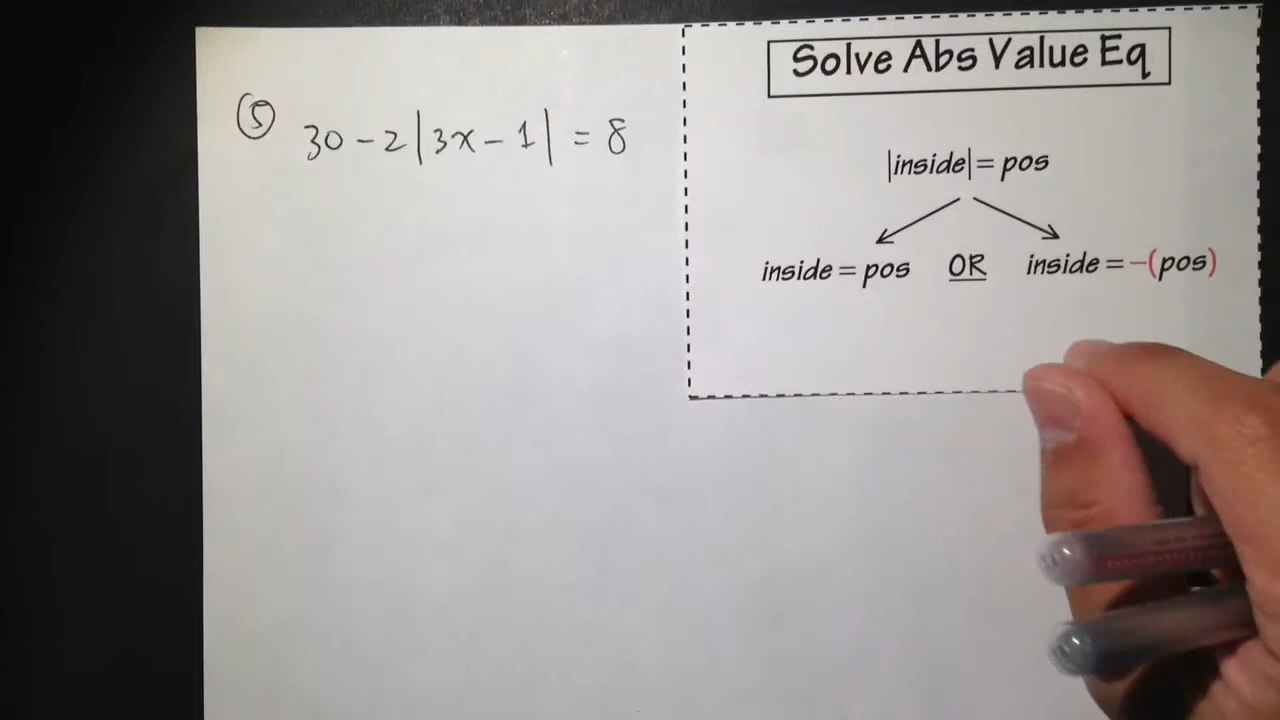 ⑤ 30 - 2|3x - 1| = 8
Solve Abs Value Eq
|inside| = pos
inside = pos OR inside = -(pos)